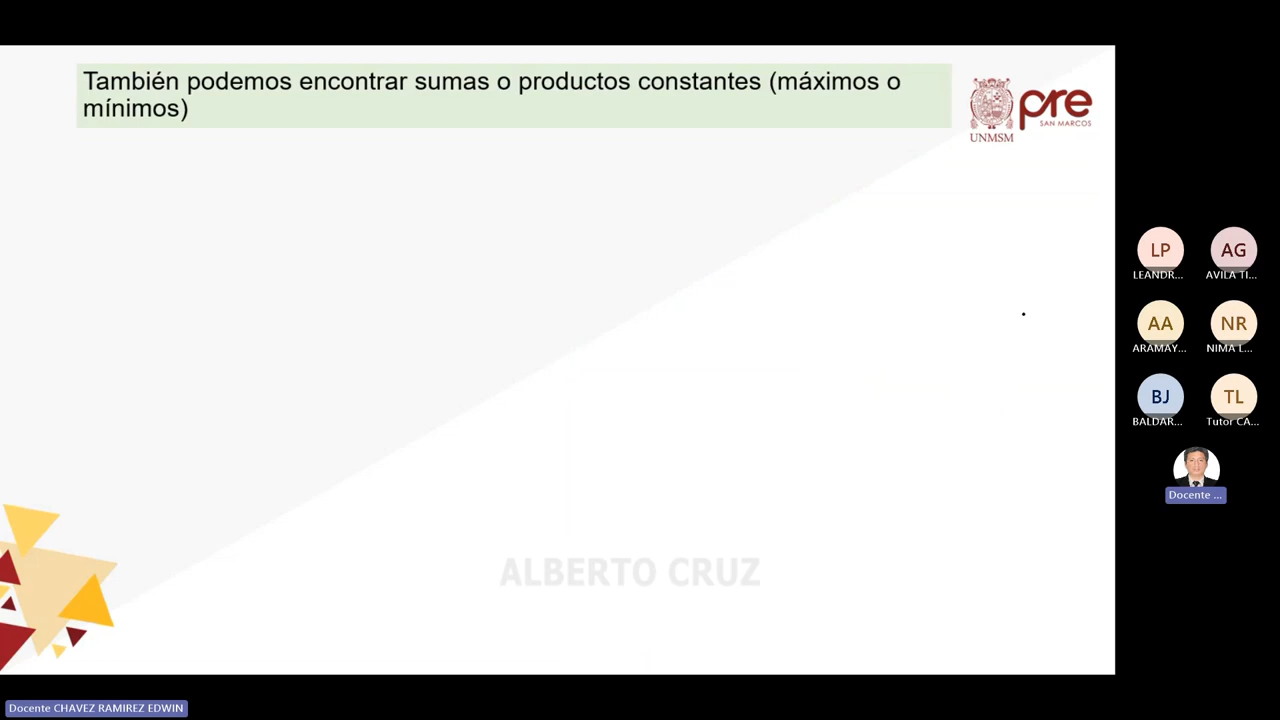 También podemos encontrar sumas o productos constantes (máximos o
mínimos)
UNMSM
pre
SAN MARCOS
LP
AG
LEANDR...
AVILA TI...
AA
NR
ARAMAY...
NIMA L...
BJ
TL
BALDAR...
Tutor CA...
Docente ...
ALBERTO CRUZ
Docente CHAVEZ RAMIREZ EDWIN